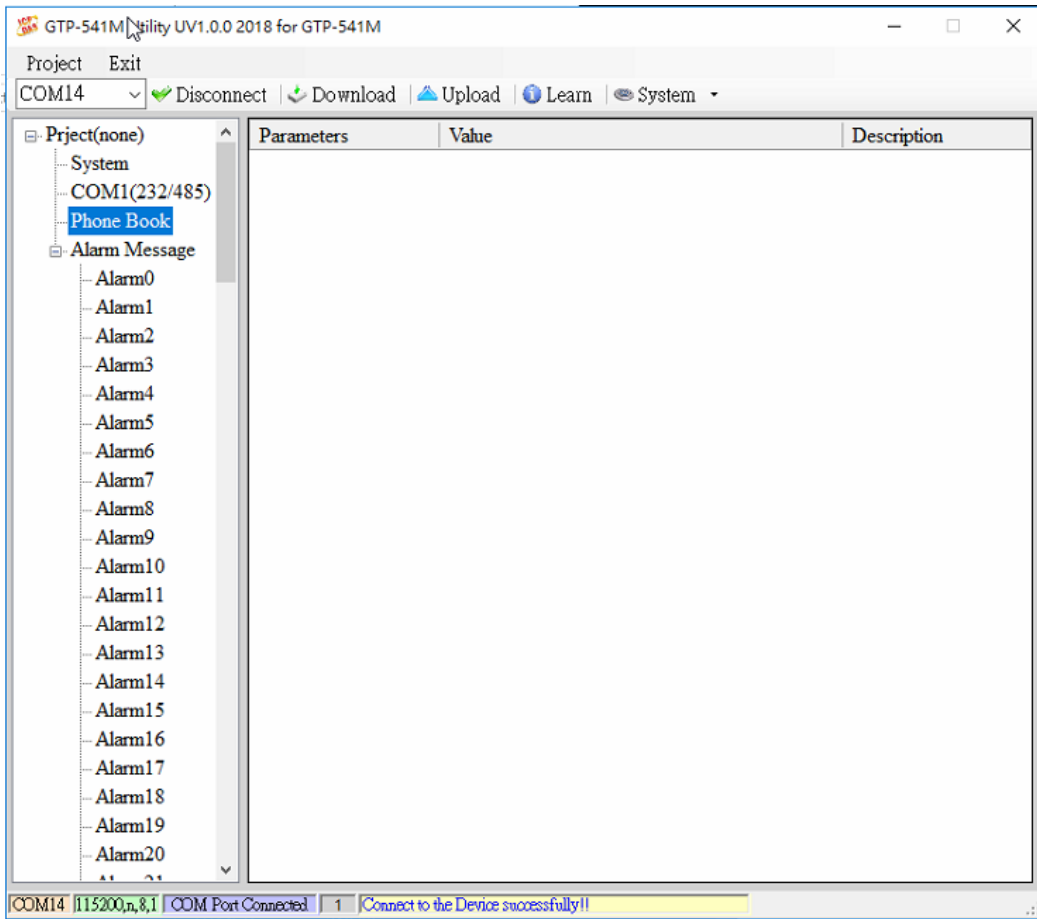 GTP-541M Utility UV1.0.0 2018 for GTP-541M
Project Exit
COM14 Disconnect Download Upload Learn System
Prject(none)
System
COM1(232/485)
Phone Book
Alarm Message
Alarm0
Alarm1
Alarm2
Alarm3
Alarm4
Alarm5
Alarm6
Alarm7
Alarm8
Alarm9
Alarm10
Alarm11
Alarm12
Alarm13
Alarm14
Alarm15
Alarm16
Alarm17
Alarm18
Alarm19
Alarm20
Parameters Value Description
COM14 115200,n,8,1 COM Port Connected 1 Connect to the Device successfully!!